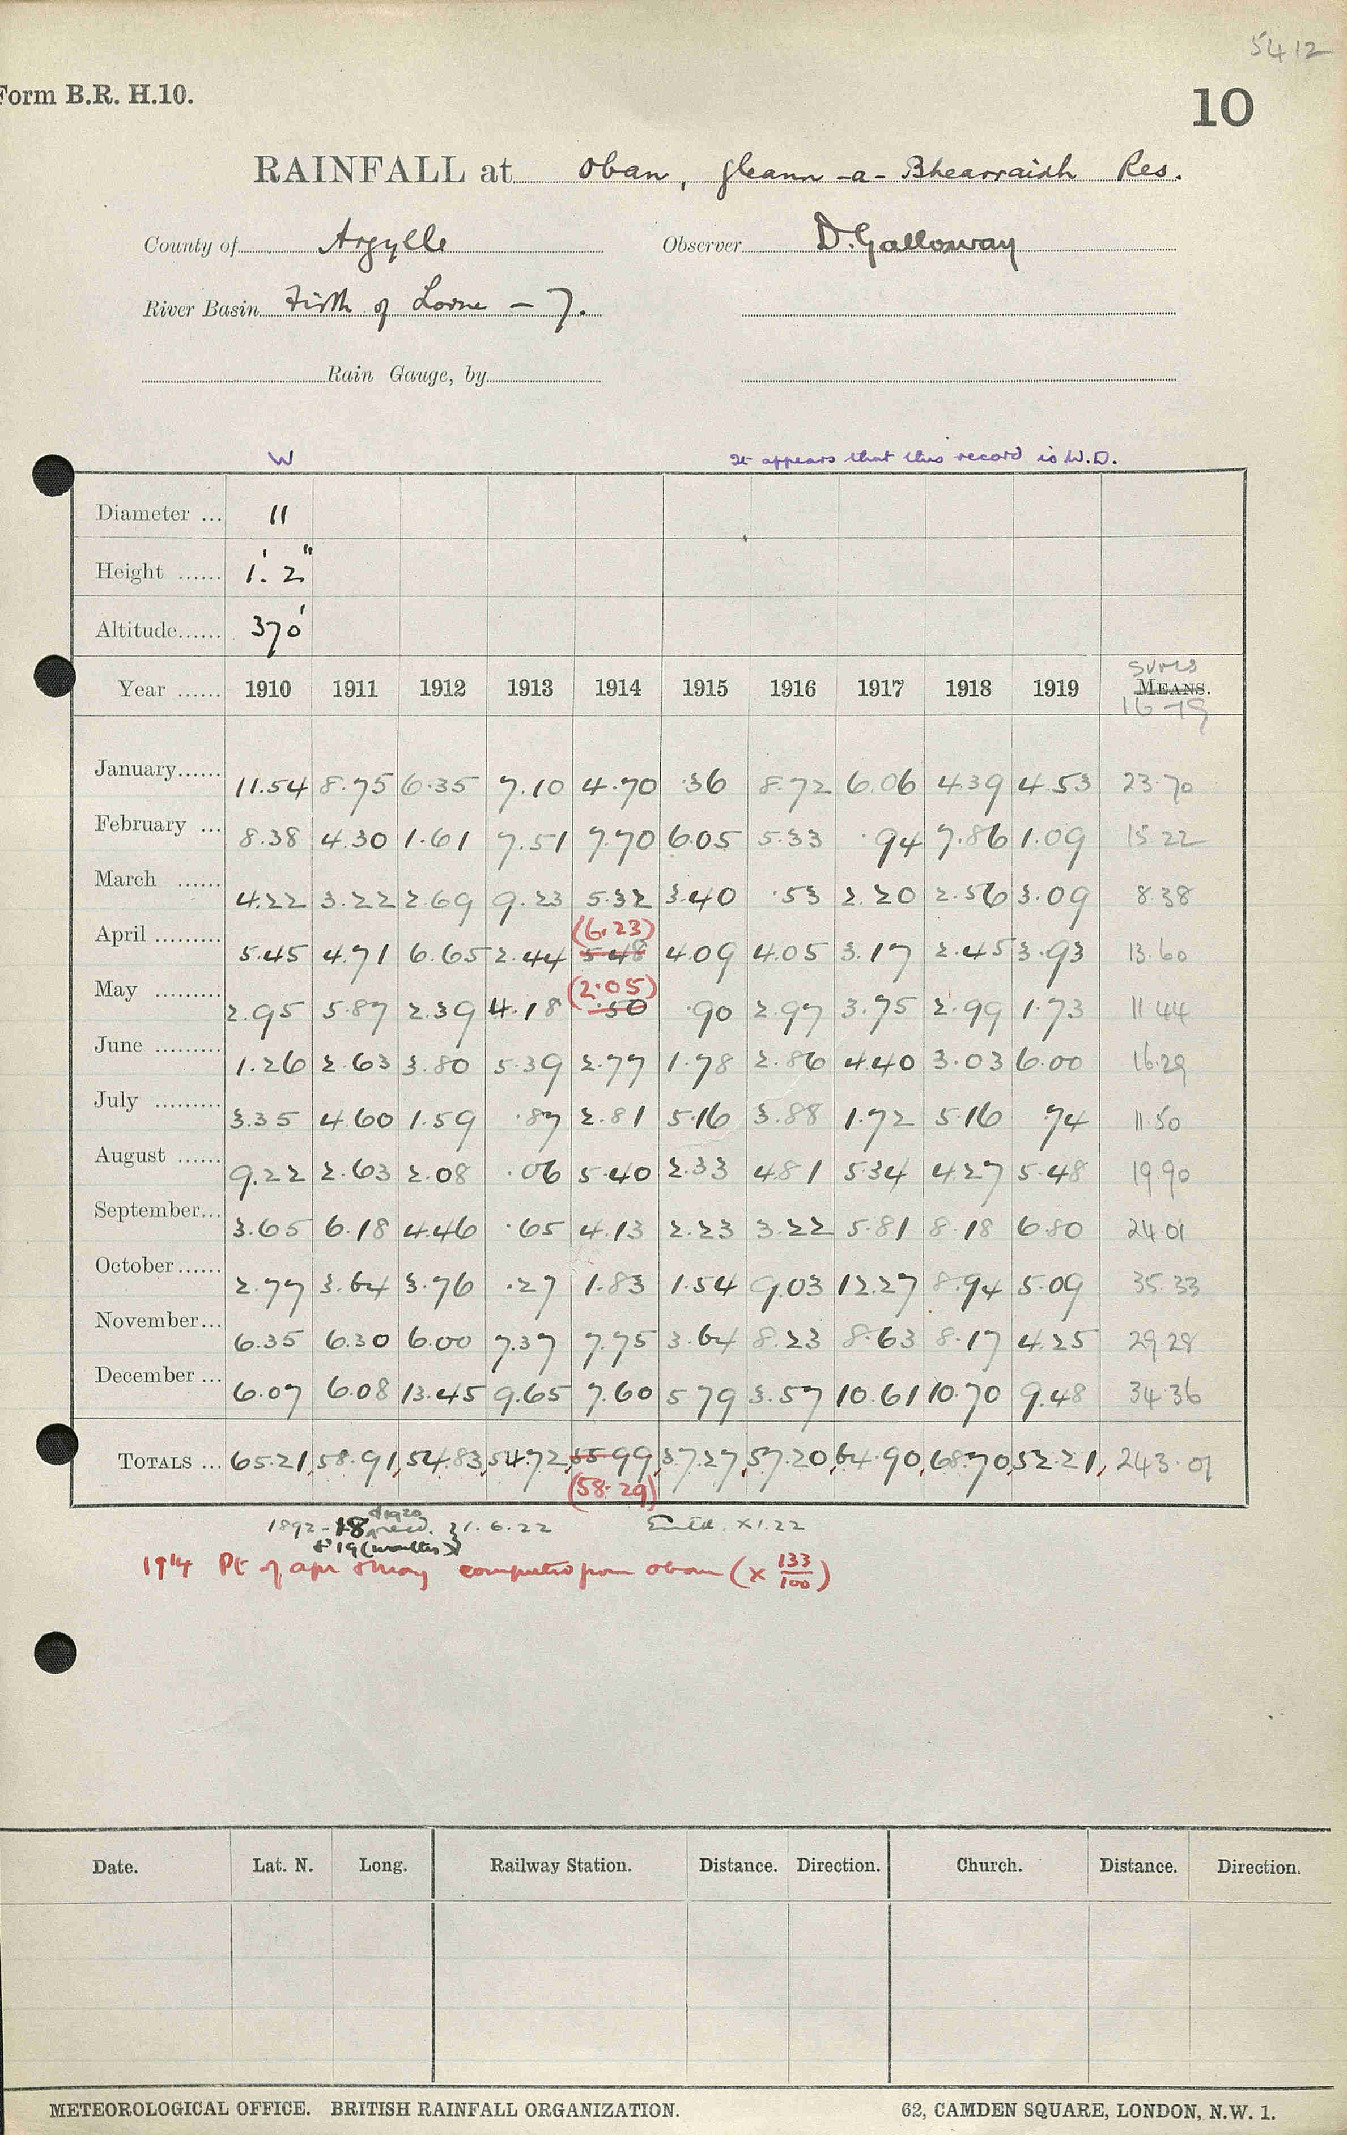 5412
Form B.R. H.10.
10
RAINFALL at Oban, Gleann-a-Bhearraidh Res.
County of Argylle Observer D. Galloway
River Basin Firth of Lorne - 7.
Rain Gauge, by
W It appears that this record is W.D.
Diameter ... 11
Height ...... 1'. 2"
Altitude...... 370'
sums
Year ...... 1910 1911 1912 1913 1914 1915 1916 1917 1918 1919 MEANS.
16-19
January...... 11.54 8.75 6.35 7.10 4.70 .36 8.72 6.06 4.39 4.53 23.70
February ... 8.38 4.30 1.61 7.51 7.70 6.05 5.33 .94 7.86 1.09 15.22
March ...... 4.22 3.22 2.69 9.23 5.32 3.40 .53 2.20 2.56 3.09 8.38
(6.23)
April ......... 5.45 4.71 6.65 2.44 5.48 4.09 4.05 3.17 2.45 3.93 13.60
(2.05)
May ......... 2.95 5.87 2.39 4.18 .50 .90 2.97 3.75 2.99 1.73 11.44
June ......... 1.26 2.63 3.80 5.39 2.77 1.78 2.86 4.40 3.03 6.00 16.29
July ......... 3.35 4.60 1.59 .87 2.81 5.16 3.88 1.72 5.16 74 11.50
August ...... 9.22 2.63 2.08 .06 5.40 2.33 4.81 5.34 4.27 5.48 19.90
September... 3.65 6.18 4.46 .65 4.13 2.23 3.22 5.81 8.18 6.80 24.01
October...... 2.77 3.64 3.76 .27 1.83 1.54 9.03 12.27 8.94 5.09 35.33
November... 6.35 6.30 6.00 7.37 7.75 3.64 8.23 8.63 8.17 4.25 29.28
December ... 6.07 6.08 13.45 9.65 7.60 5.79 3.57 10.61 10.70 9.48 34.36
TOTALS ... 65.21 58.91 54.83 54.72 55.99 37.27 57.20 64.90 68.70 52.21 243.01
(58.29)
+1920
1892-18 recd. 31.6.22 Entd. XI.22
+19 (months)
1914 Pt of apr & May computed from Oban (x 133/100)
Date. Lat. N. Long. Railway Station. Distance. Direction. Church. Distance. Direction.
METEOROLOGICAL OFFICE. BRITISH RAINFALL ORGANIZATION. 62, CAMDEN SQUARE, LONDON, N.W. 1.